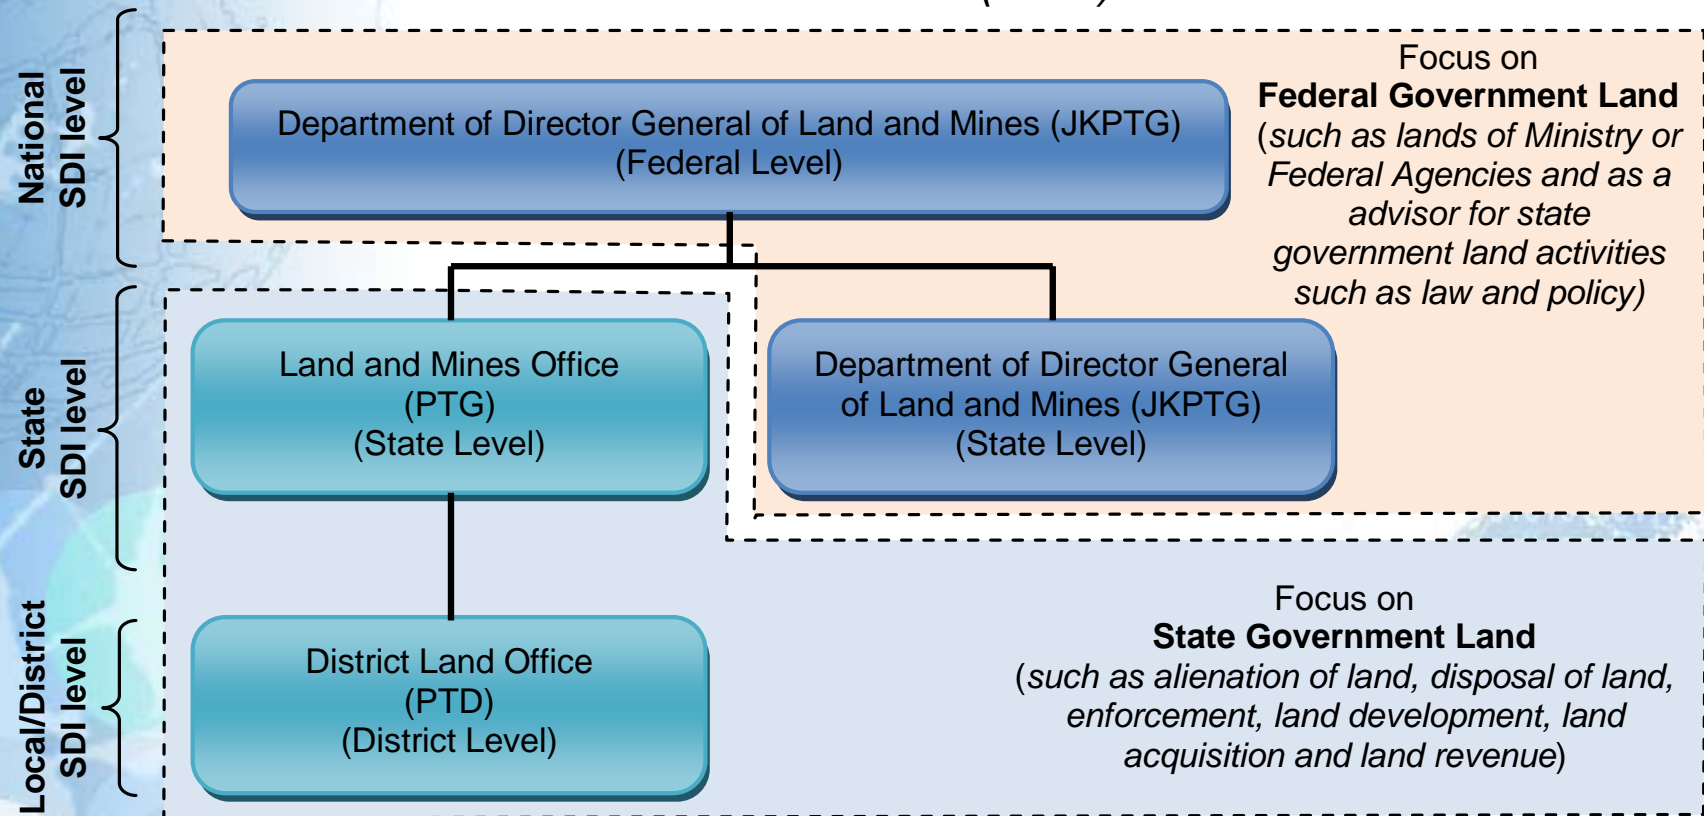 National
SDI level
Department of Director General of Land and Mines (JKPTG)
(Federal Level)
Focus on
Federal Government Land
(such as lands of Ministry or
Federal Agencies and as a
advisor for state
government land activities
such as law and policy)
State
SDI level
Land and Mines Office
(PTG)
(State Level)
Department of Director General
of Land and Mines (JKPTG)
(State Level)
Local/District
SDI level
District Land Office
(PTD)
(District Level)
Focus on
State Government Land
(such as alienation of land, disposal of land,
enforcement, land development, land
acquisition and land revenue)